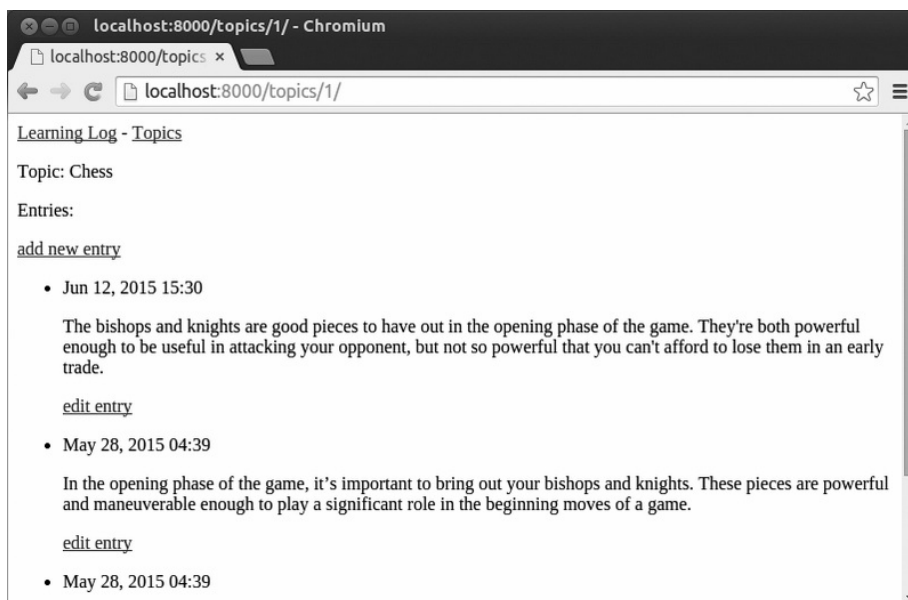 localhost:8000/topics/1/ - Chromium
localhost:8000/topics
localhost:8000/topics/1/
Learning Log - Topics
Topic: Chess
Entries:
add new entry
• Jun 12, 2015 15:30
The bishops and knights are good pieces to have out in the opening phase of the game. They're both powerful
enough to be useful in attacking your opponent, but not so powerful that you can't afford to lose them in an early
trade.
edit entry
• May 28, 2015 04:39
In the opening phase of the game, it’s important to bring out your bishops and knights. These pieces are powerful
and maneuverable enough to play a significant role in the beginning moves of a game.
edit entry
• May 28, 2015 04:39